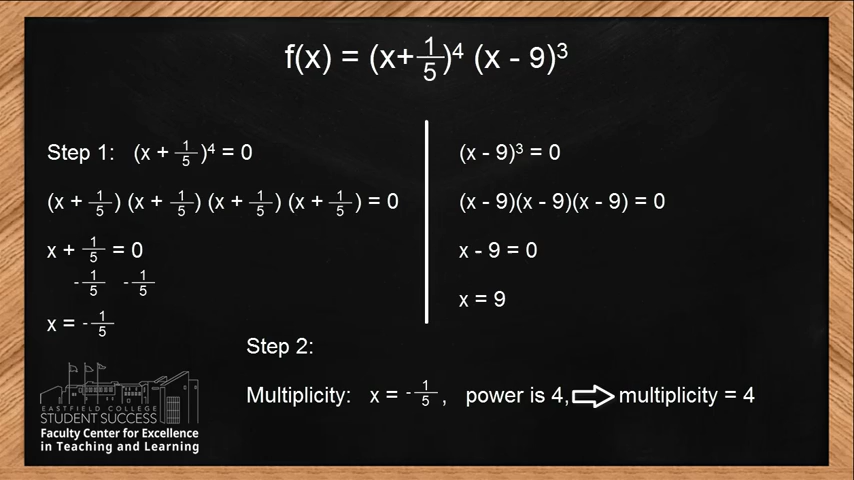 f(x) = (x+1/5)⁴ (x - 9)³
Step 1: (x + 1/5)⁴ = 0
(x + 1/5) (x + 1/5) (x + 1/5) (x + 1/5) = 0
x + 1/5 = 0
-1/5 -1/5
x = -1/5
(x - 9)³ = 0
(x - 9)(x - 9)(x - 9) = 0
x - 9 = 0
x = 9
Step 2:
Multiplicity: x = -1/5, power is 4, ⇨ multiplicity = 4
EASTFIELD COLLEGE
STUDENT SUCCESS
Faculty Center for Excellence
in Teaching and Learning